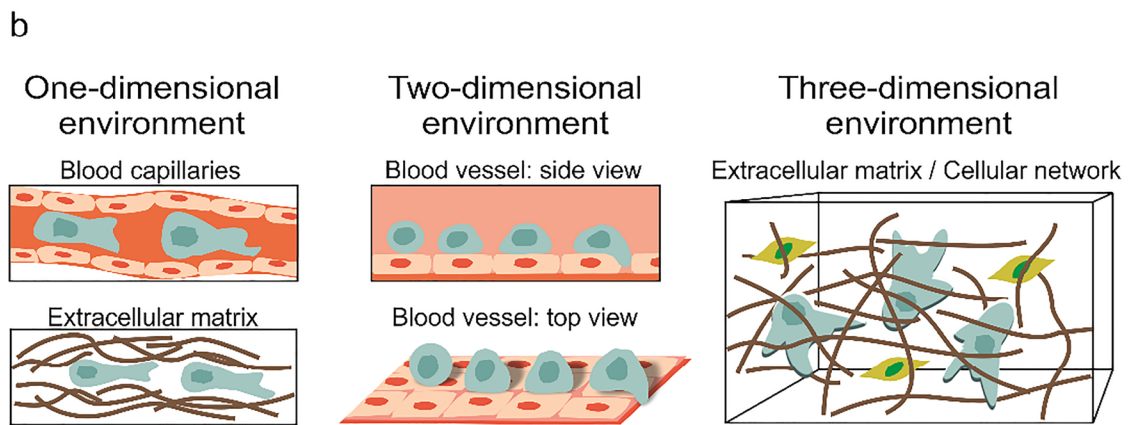 b
One-dimensional
environment
Blood capillaries
Extracellular matrix
Two-dimensional
environment
Blood vessel: side view
Blood vessel: top view
Three-dimensional
environment
Extracellular matrix / Cellular network